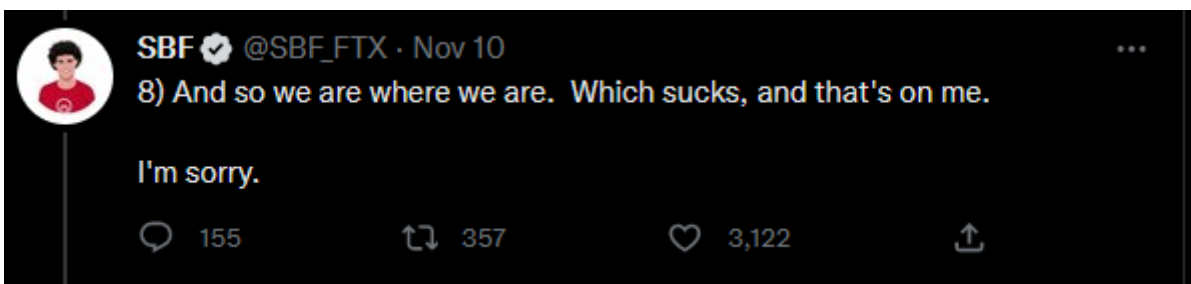 SBF @SBF_FTX · Nov 10
8) And so we are where we are.  Which sucks, and that's on me.
I'm sorry.
155 357 3,122